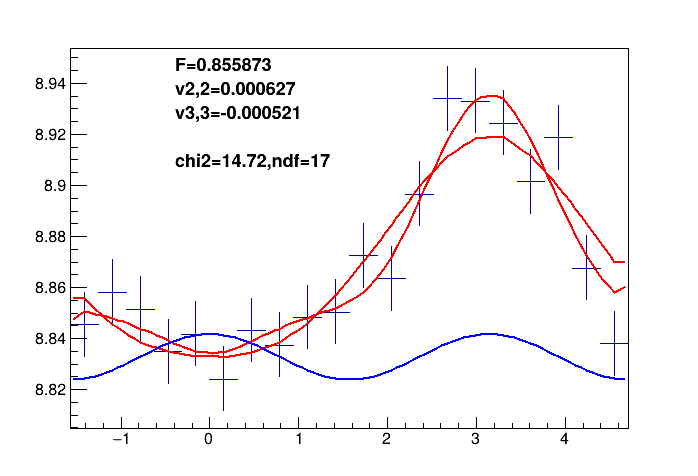 F=0.855873
v2,2=0.000627
v3,3=-0.000521
chi2=14.72,ndf=17
8.94
8.92
8.9
8.88
8.86
8.84
8.82
−1 0 1 2 3 4